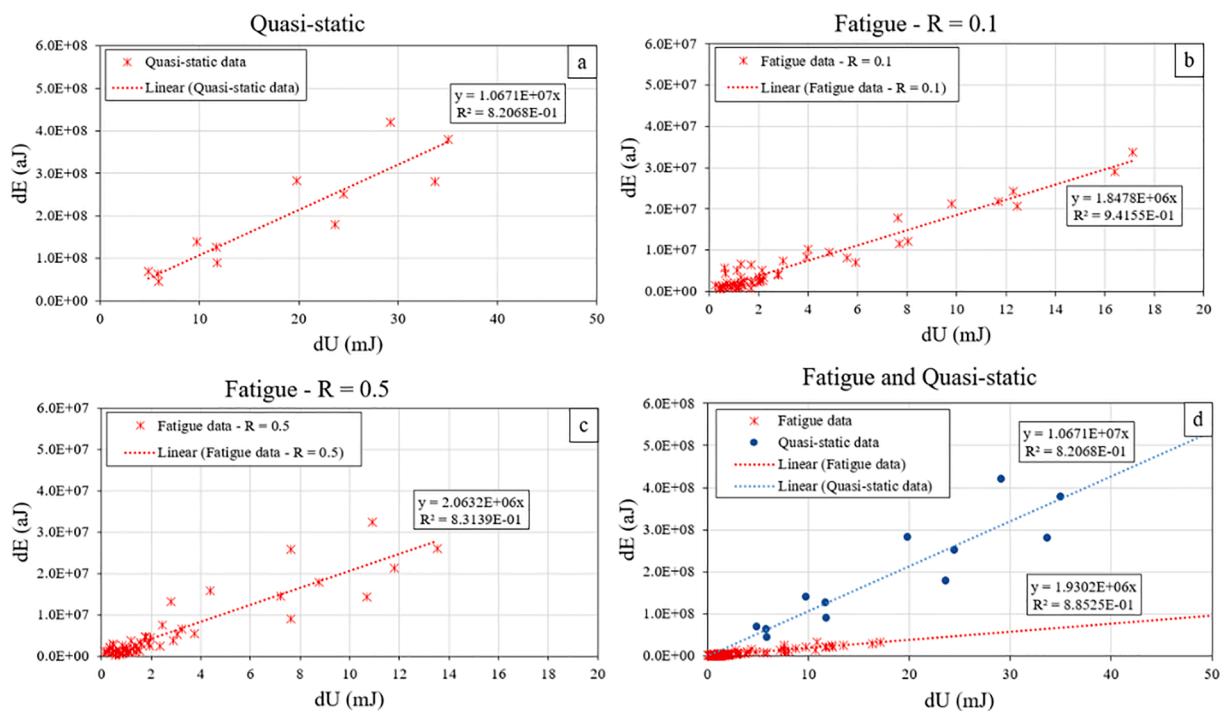 Quasi-static
a
6.0E+08
5.0E+08
4.0E+08
3.0E+08
2.0E+08
1.0E+08
0.0E+00
dE (aJ)
Quasi-static data
Linear (Quasi-static data)
y = 1.0671E+07x
R² = 8.2068E-01
0 10 20 30 40 50
dU (mJ)
Fatigue - R = 0.1
b
6.0E+07
5.0E+07
4.0E+07
3.0E+07
2.0E+07
1.0E+07
0.0E+00
dE (aJ)
Fatigue data - R = 0.1
Linear (Fatigue data - R = 0.1)
y = 1.8478E+06x
R² = 9.4155E-01
0 2 4 6 8 10 12 14 16 18 20
dU (mJ)
Fatigue - R = 0.5
c
6.0E+07
5.0E+07
4.0E+07
3.0E+07
2.0E+07
1.0E+07
0.0E+00
dE (aJ)
Fatigue data - R = 0.5
Linear (Fatigue data - R = 0.5)
y = 2.0632E+06x
R² = 8.3139E-01
0 2 4 6 8 10 12 14 16 18 20
dU (mJ)
Fatigue and Quasi-static
d
6.0E+08
5.0E+08
4.0E+08
3.0E+08
2.0E+08
1.0E+08
0.0E+00
dE (aJ)
Fatigue data
Quasi-static data
Linear (Fatigue data)
Linear (Quasi-static data)
y = 1.0671E+07x
R² = 8.2068E-01
y = 1.9302E+06x
R² = 8.8525E-01
0 10 20 30 40 50
dU (mJ)